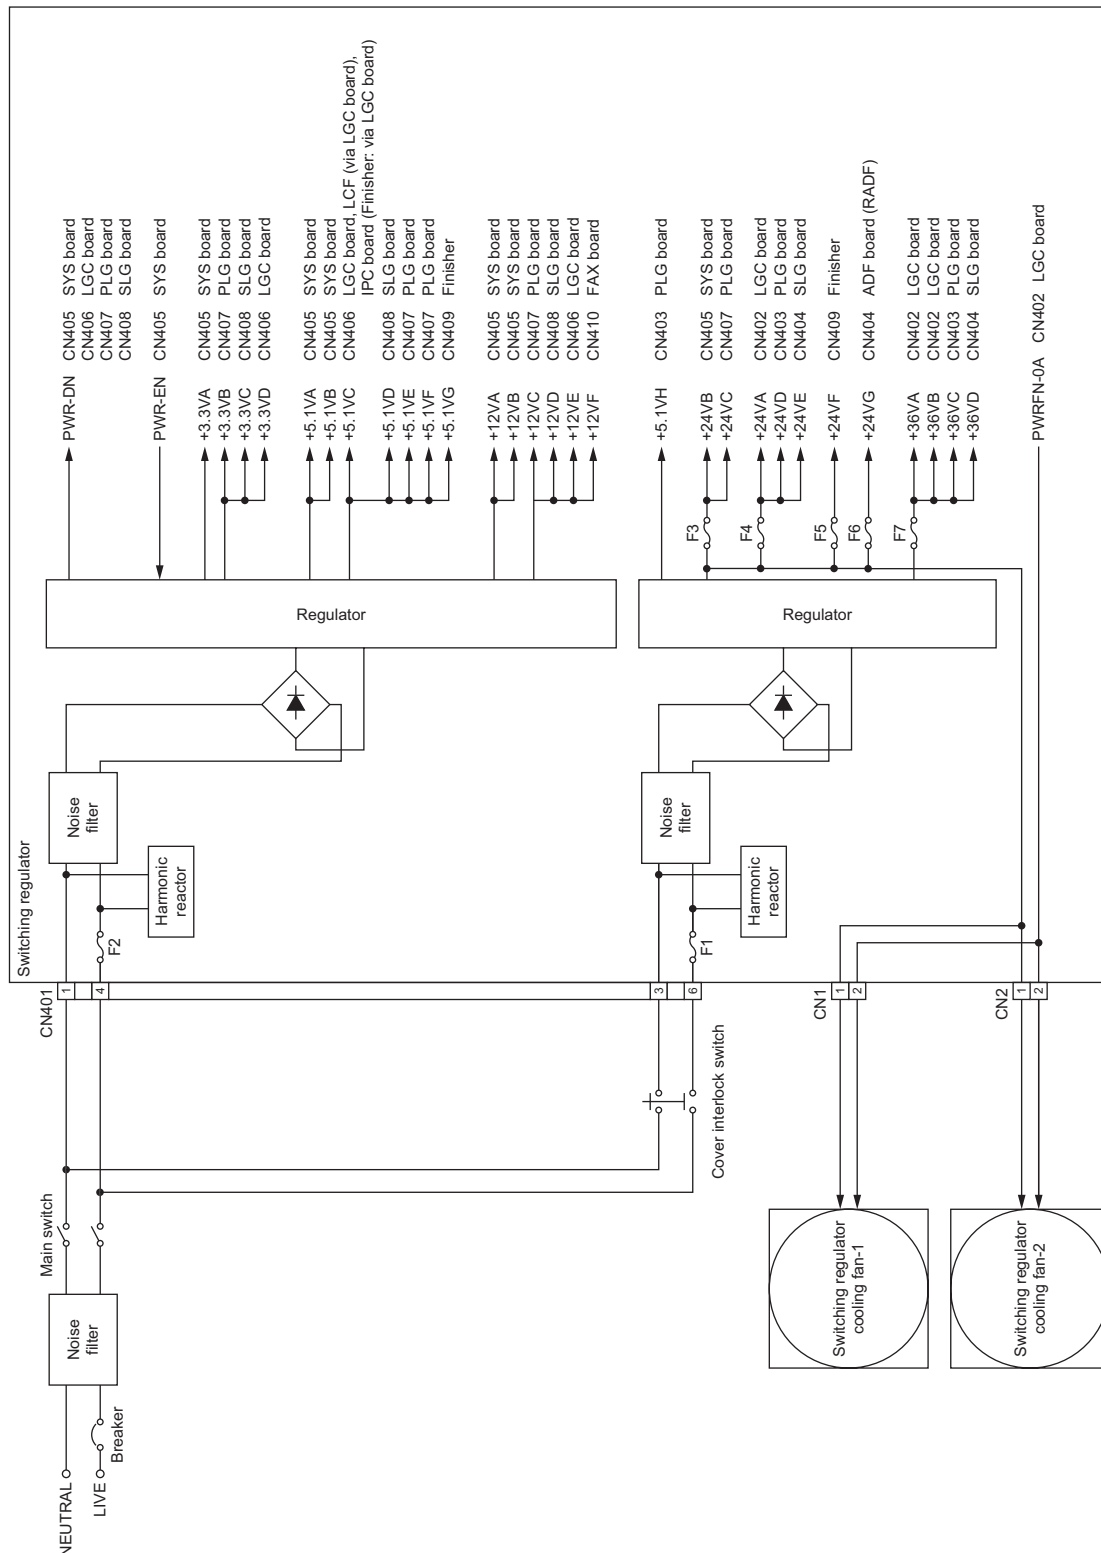 NEUTRAL
LIVE
Breaker
Noise
filter
Main switch
Cover interlock switch
Switching regulator
cooling fan-1
Switching regulator
cooling fan-2
CN401
1
4
3
6
CN1
1
2
CN2
1
2
Switching regulator
F2
Harmonic
reactor
Noise
filter
F1
Harmonic
reactor
Noise
filter
Regulator
Regulator
F3
F4
F5
F6
F7
PWR-DN CN405 SYS board
CN406 LGC board
CN407 PLG board
CN408 SLG board
PWR-EN CN405 SYS board
+3.3VA CN405 SYS board
+3.3VB CN407 PLG board
+3.3VC CN408 SLG board
+3.3VD CN406 LGC board
+5.1VA CN405 SYS board
+5.1VB CN405 SYS board
+5.1VC CN406 LGC board, LCF (via LGC board),
IPC board (Finisher: via LGC board)
+5.1VD CN408 SLG board
+5.1VE CN407 PLG board
+5.1VF CN407 PLG board
+5.1VG CN409 Finisher
+12VA CN405 SYS board
+12VB CN405 SYS board
+12VC CN407 PLG board
+12VD CN408 SLG board
+12VE CN406 LGC board
+12VF CN410 FAX board
+5.1VH CN403 PLG board
+24VB CN405 SYS board
+24VC CN407 PLG board
+24VA CN402 LGC board
+24VD CN403 PLG board
+24VE CN404 SLG board
+24VF CN409 Finisher
+24VG CN404 ADF board (RADF)
+36VA CN402 LGC board
+36VB CN402 LGC board
+36VC CN403 PLG board
+36VD CN404 SLG board
PWRFN-0A CN402 LGC board